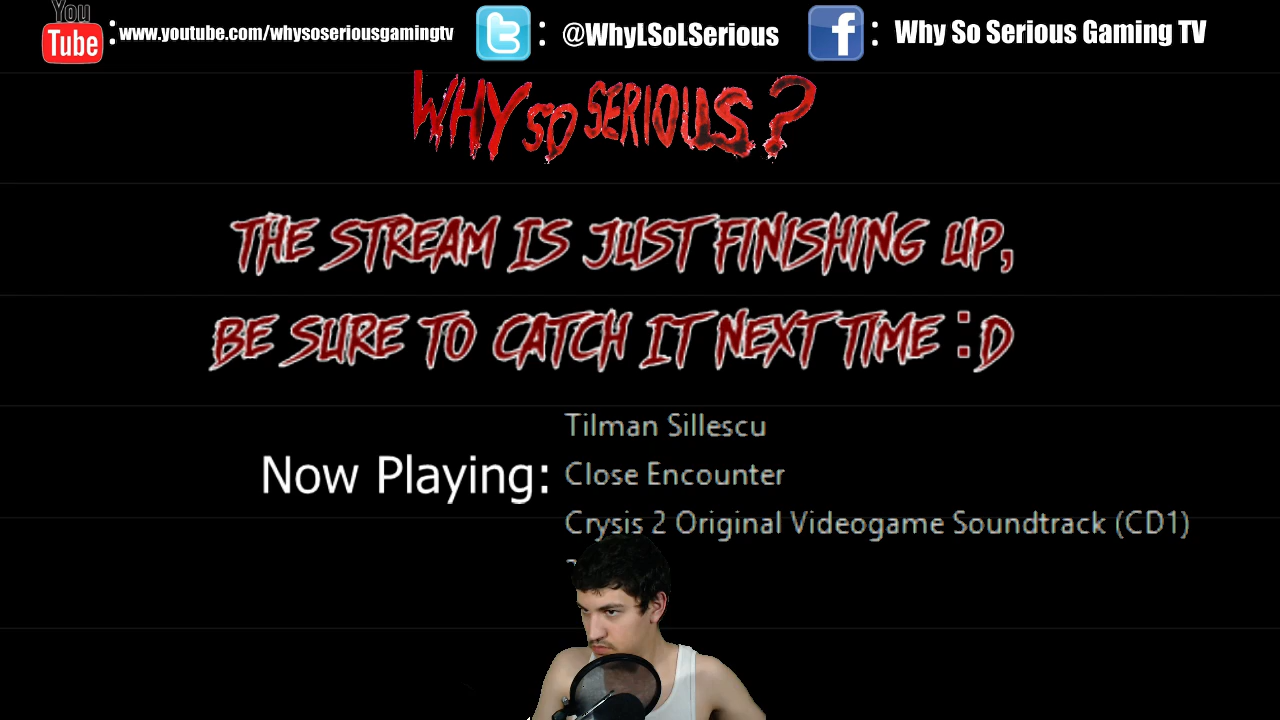 You
Tube : www.youtube.com/whysoseriousgamingtv : @WhyLSoLSerious f : Why So Serious Gaming TV
WHY SO SERIOUS?
THE STREAM IS JUST FINISHING UP,
BE SURE TO CATCH IT NEXT TIME :D
Tilman Sillescu
Now Playing: Close Encounter
Crysis 2 Original Videogame Soundtrack (CD1)